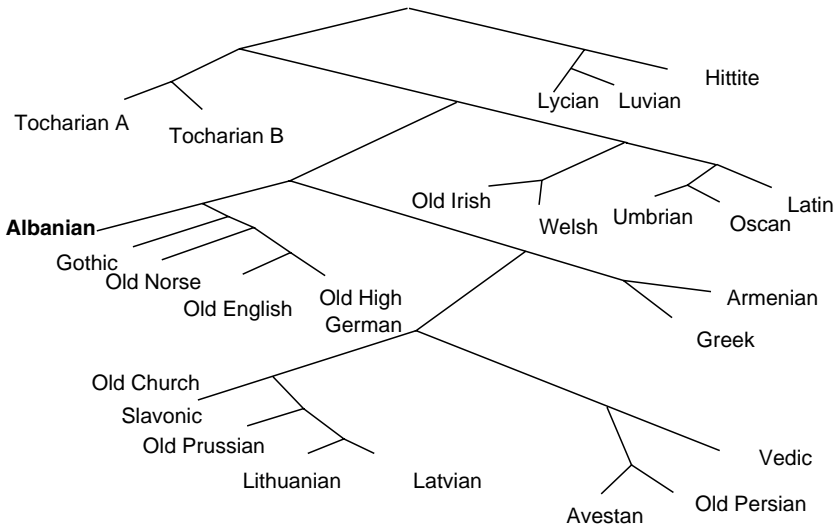 Hittite
Lycian
Luvian
Tocharian A
Tocharian B
Old Irish
Welsh
Umbrian
Oscan
Latin
Albanian
Gothic
Old Norse
Old English
Old High
German
Armenian
Greek
Old Church
Slavonic
Old Prussian
Lithuanian
Latvian
Vedic
Avestan
Old Persian